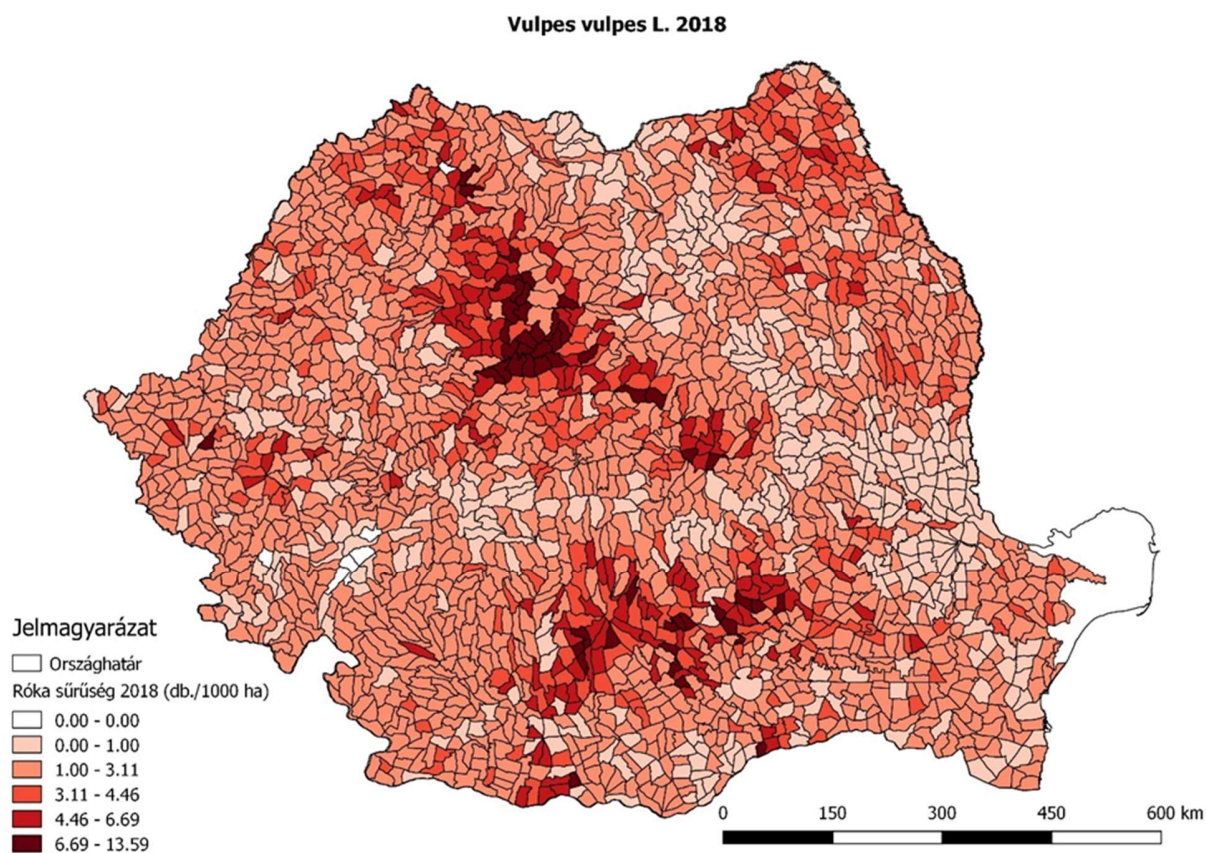 Vulpes vulpes L. 2018
Jelmagyarázat
Országhatár
Róka sűrűség 2018 (db./1000 ha)
0.00 - 0.00
0.00 - 1.00
1.00 - 3.11
3.11 - 4.46
4.46 - 6.69
6.69 - 13.59
0 150 300 450 600 km